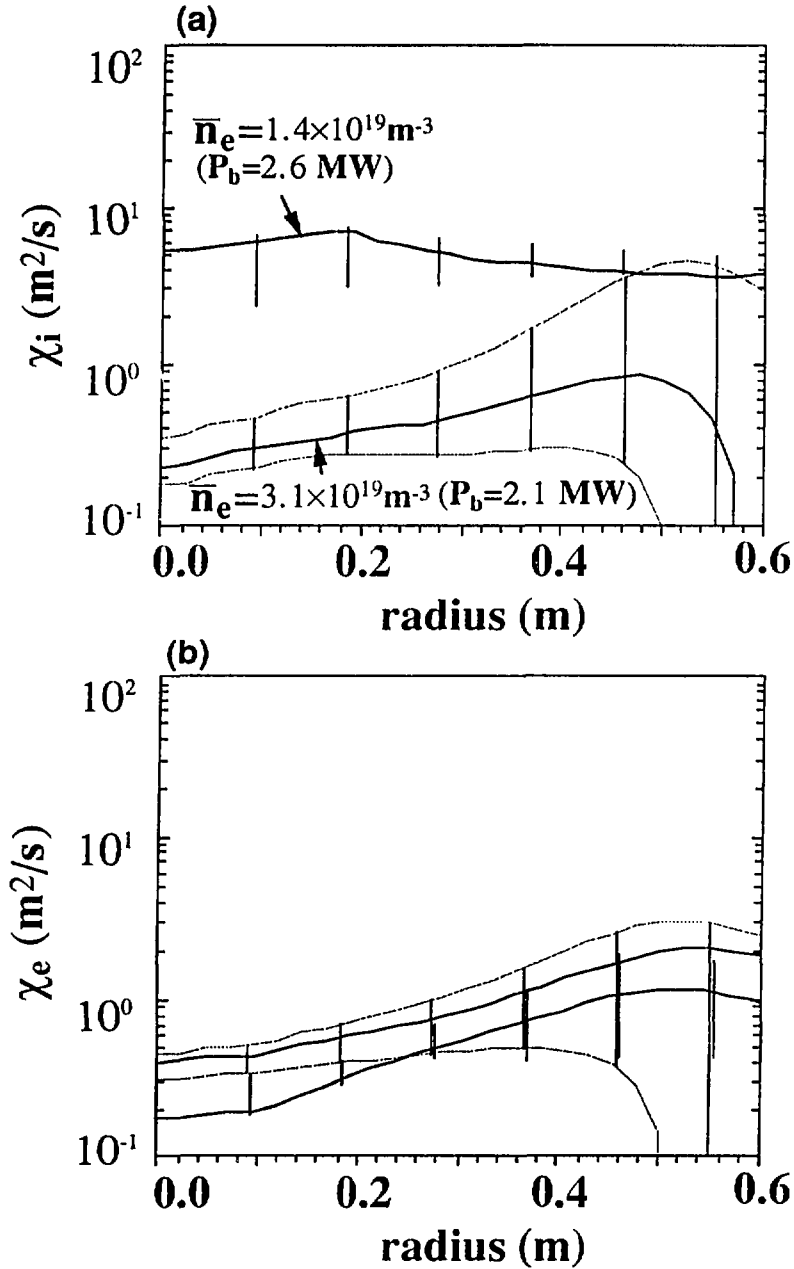 (a)
10²
n̅ₑ=1.4×10¹⁹m⁻³
(P_b=2.6 MW)
10¹
χᵢ (m²/s)
10⁰
n̅ₑ=3.1×10¹⁹m⁻³ (P_b=2.1 MW)
10⁻¹
0.0 0.2 0.4 0.6
radius (m)
(b)
10²
10¹
χₑ (m²/s)
10⁰
10⁻¹
0.0 0.2 0.4 0.6
radius (m)